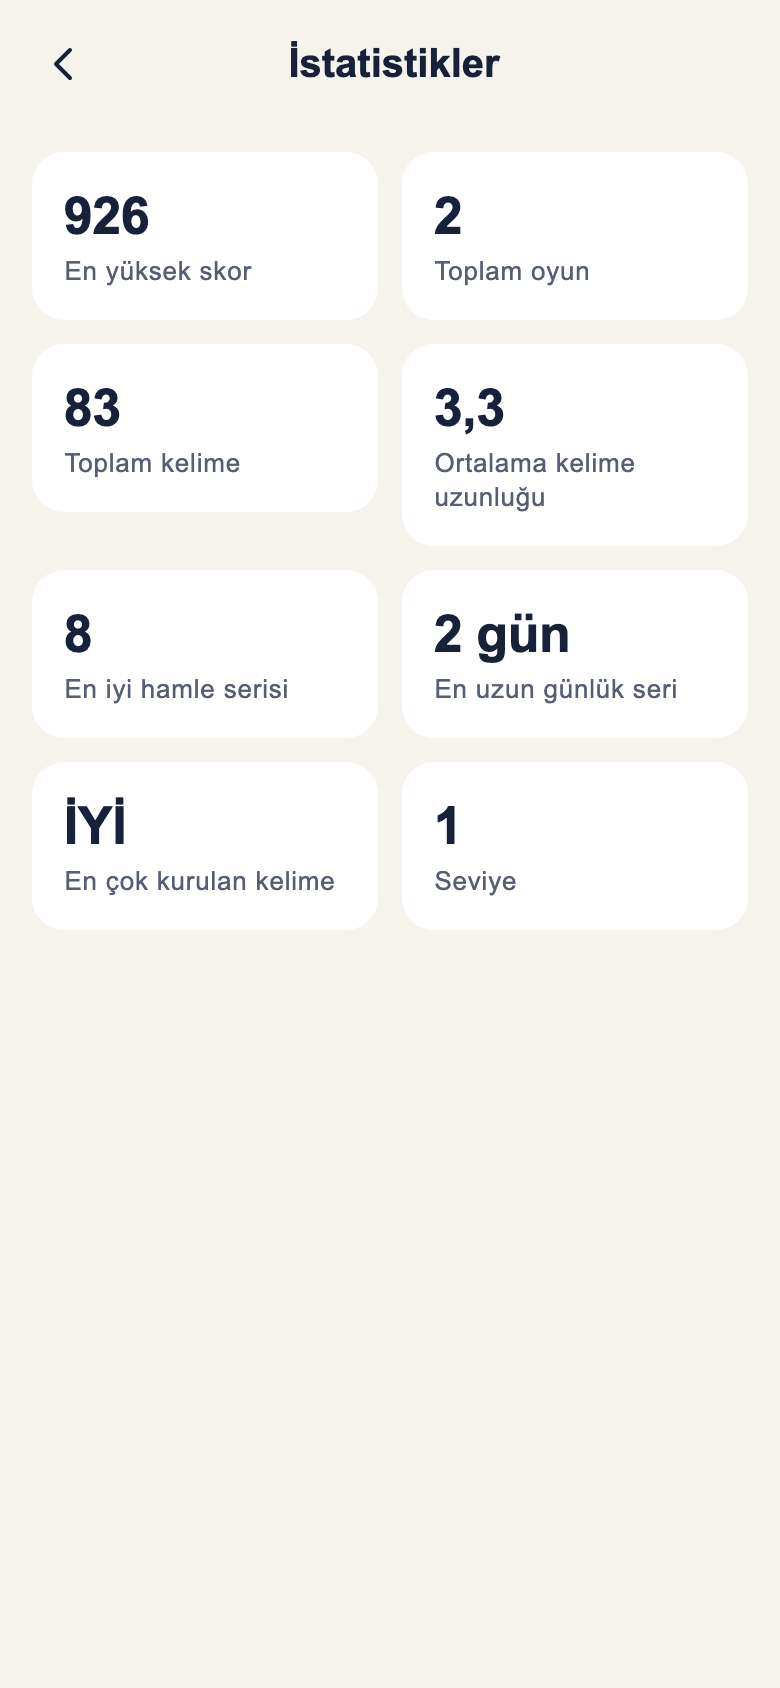 İstatistikler
926
En yüksek skor
2
Toplam oyun
83
Toplam kelime
3,3
Ortalama kelime
uzunluğu
8
En iyi hamle serisi
2 gün
En uzun günlük seri
İYİ
En çok kurulan kelime
1
Seviye